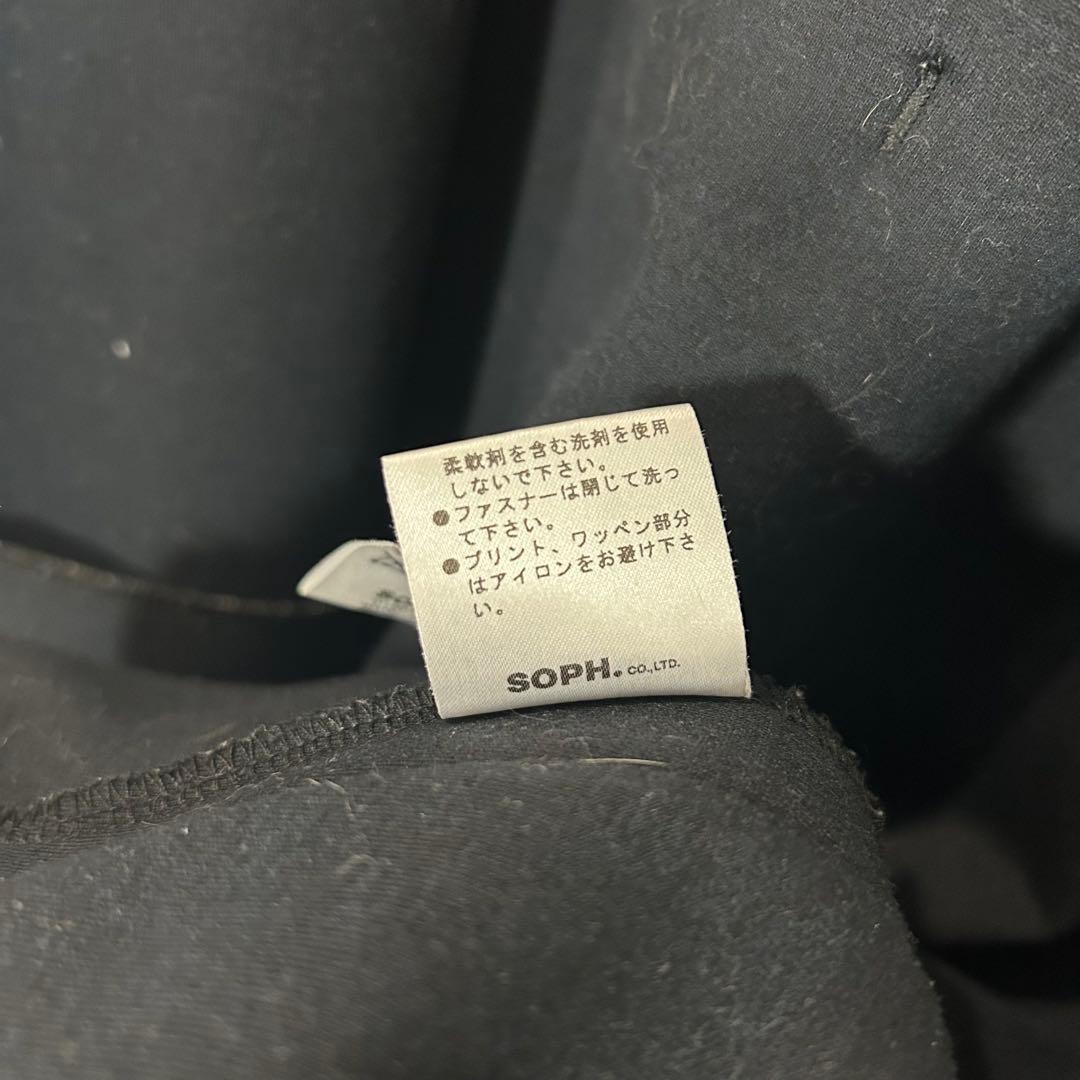 柔軟剤を含む洗剤を使用
しないで下さい。
●ファスナーは閉じて洗っ
て下さい。
●プリント、ワッペン部分
はアイロンをお避け下さ
い。
SOPH. CO.,LTD.